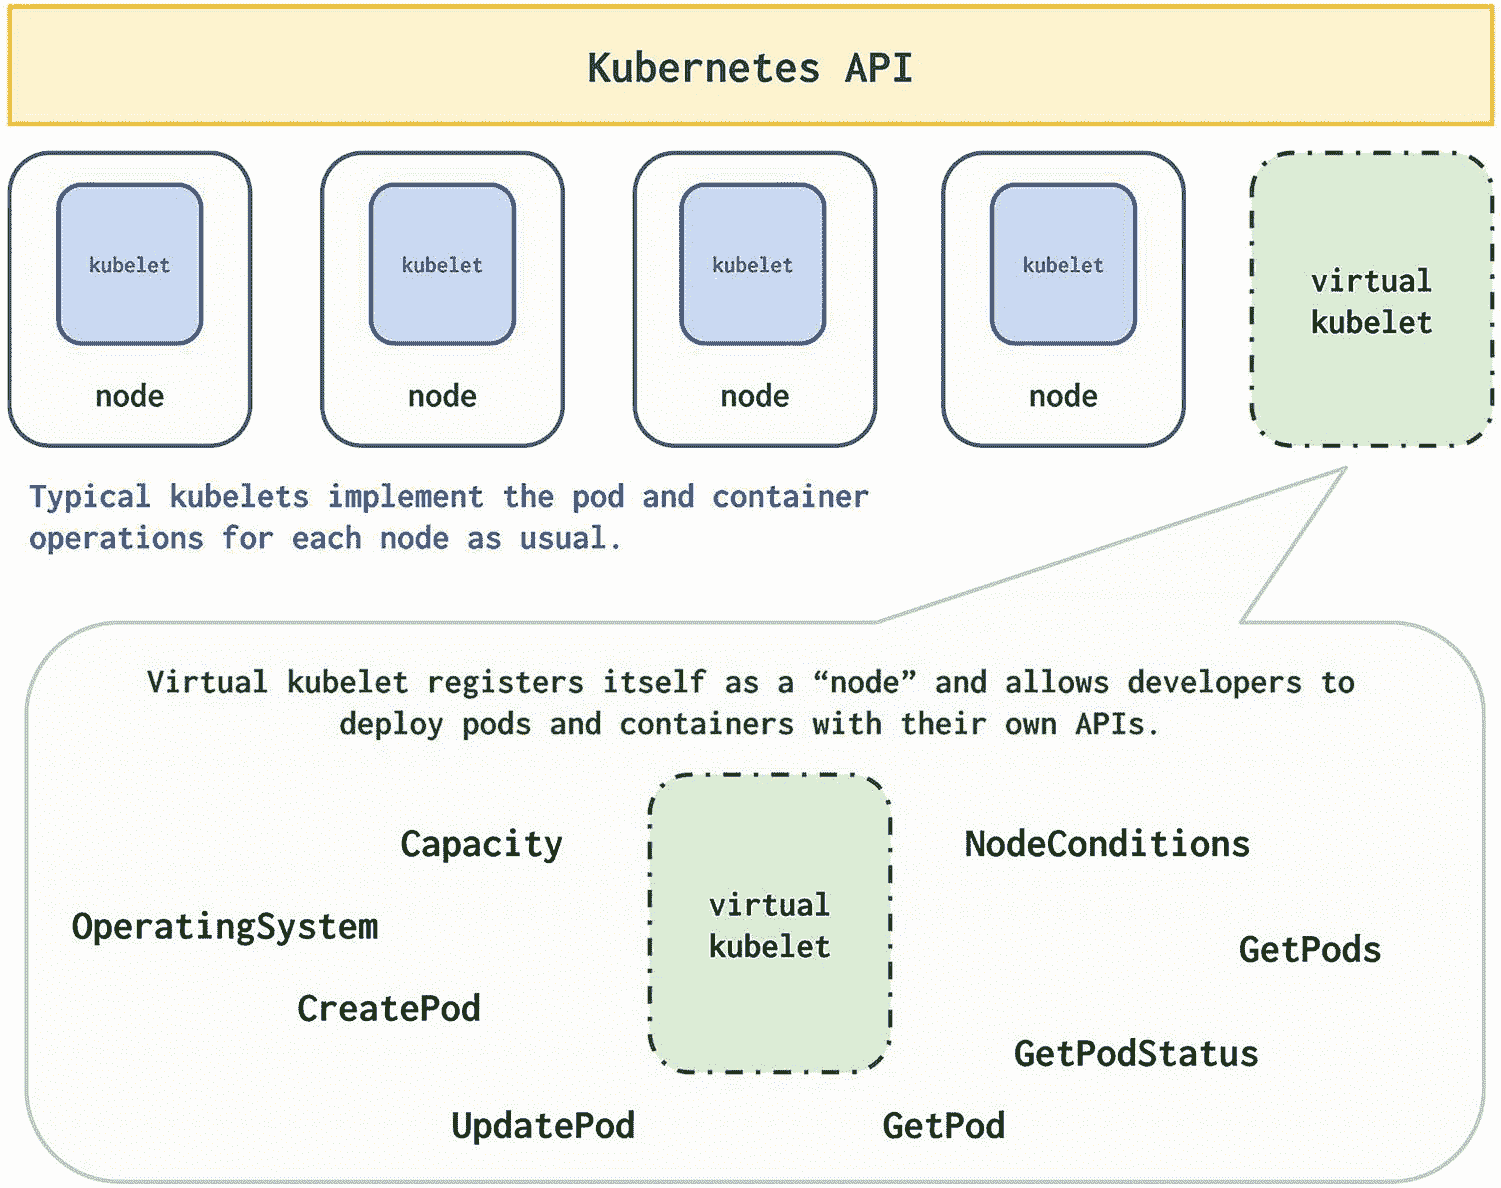 Kubernetes API
kubelet
kubelet
kubelet
kubelet
virtual
kubelet
node
node
node
node
Typical kubelets implement the pod and container
operations for each node as usual.
Virtual kubelet registers itself as a “node” and allows developers to
deploy pods and containers with their own APIs.
Capacity
NodeConditions
virtual
kubelet
OperatingSystem
GetPods
CreatePod
GetPodStatus
UpdatePod
GetPod